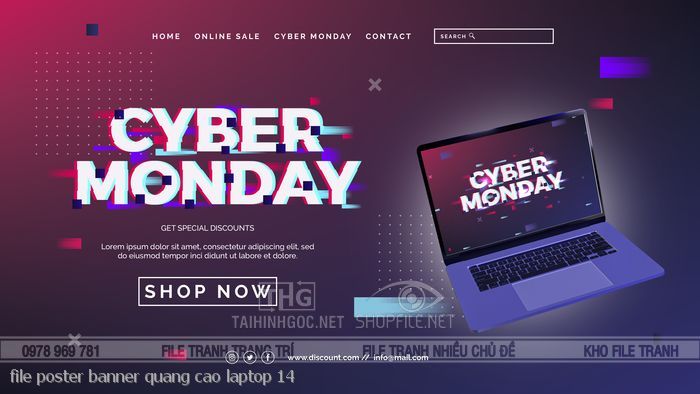 HOME ONLINE SALE CYBER MONDAY CONTACT SEARCH
CYBER
MONDAY
GET SPECIAL DISCOUNTS
Lorem ipsum dolor sit amet, consectetur adipiscing elit, sed
do eiusmod tempor incididunt ut labore et dolore.
SHOP NOW
CYBER
MONDAY
THG
TAIHINHGOC.NET SHOPFILE.NET
0978 969 781 FILE TRANH TRANG TRÍ FILE TRANH NHIỀU CHỦ ĐỀ KHO FILE TRANH
www.discount.com // info@mail.com
file poster banner quang cao laptop 14